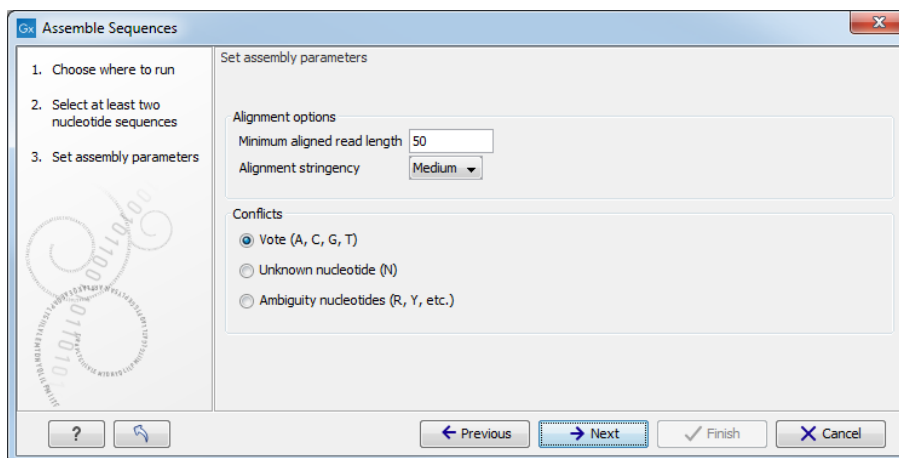 Gx Assemble Sequences
1. Choose where to run
2. Select at least two
nucleotide sequences
3. Set assembly parameters
Set assembly parameters
Alignment options
Minimum aligned read length 50
Alignment stringency Medium
Conflicts
Vote (A, C, G, T)
Unknown nucleotide (N)
Ambiguity nucleotides (R, Y, etc.)
? Previous Next Finish Cancel